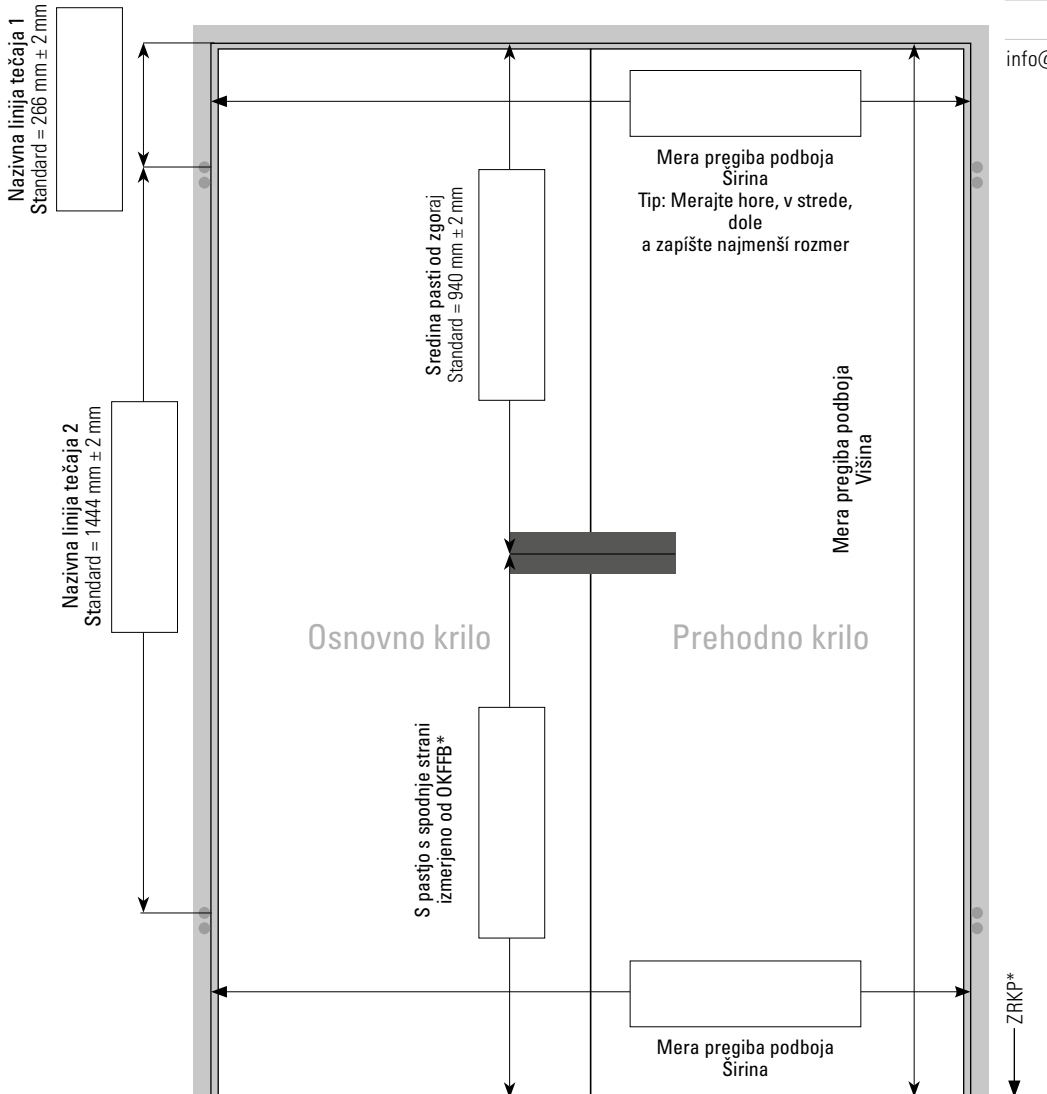 info@
Nazivna linija tečaja 1
Standard = 266 mm ± 2 mm
Mera pregiba podboja
Širina
Tip: Merajte hore, v strede,
dole
a zapíšte najmenší rozmer
Sredina pasti od zgoraj
Standard = 940 mm ± 2 mm
Nazivna linija tečaja 2
Standard = 1444 mm ± 2 mm
Mera pregiba podboja
Višina
Osnovno krilo
Prehodno krilo
S pastjo s spodnje strani
izmerjeno od OKFFB*
ZRKP*
Mera pregiba podboja
Širina